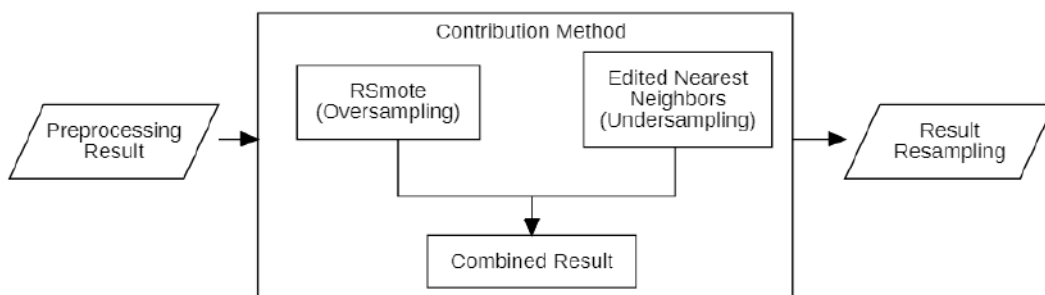 Contribution Method
Preprocessing
Result
RSmote
(Oversampling)
Edited Nearest
Neighbors
(Undersampling)
Combined Result
Result
Resampling